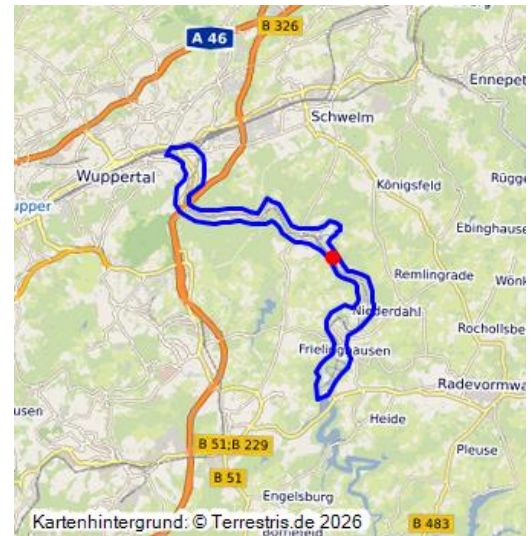 A 46
B 326
Ennepet
Schwelm
Wuppertal
Königsfeld
Rügge
upper
Ebinghause
Remlingrade
Wönk
Niederdahl
Rochollsbe
Frielinghausen
Radevormwa
usen
Heide
B 51;B 229
Pleuse
B 51
Engelsburg
B 483
Kartenhintergrund: © Terrestris.de 2026